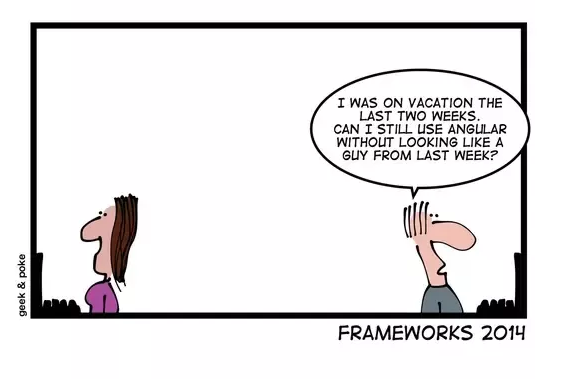 I WAS ON VACATION THE
LAST TWO WEEKS.
CAN I STILL USE ANGULAR
WITHOUT LOOKING LIKE A
GUY FROM LAST WEEK?
geek & poke
FRAMEWORKS 2014